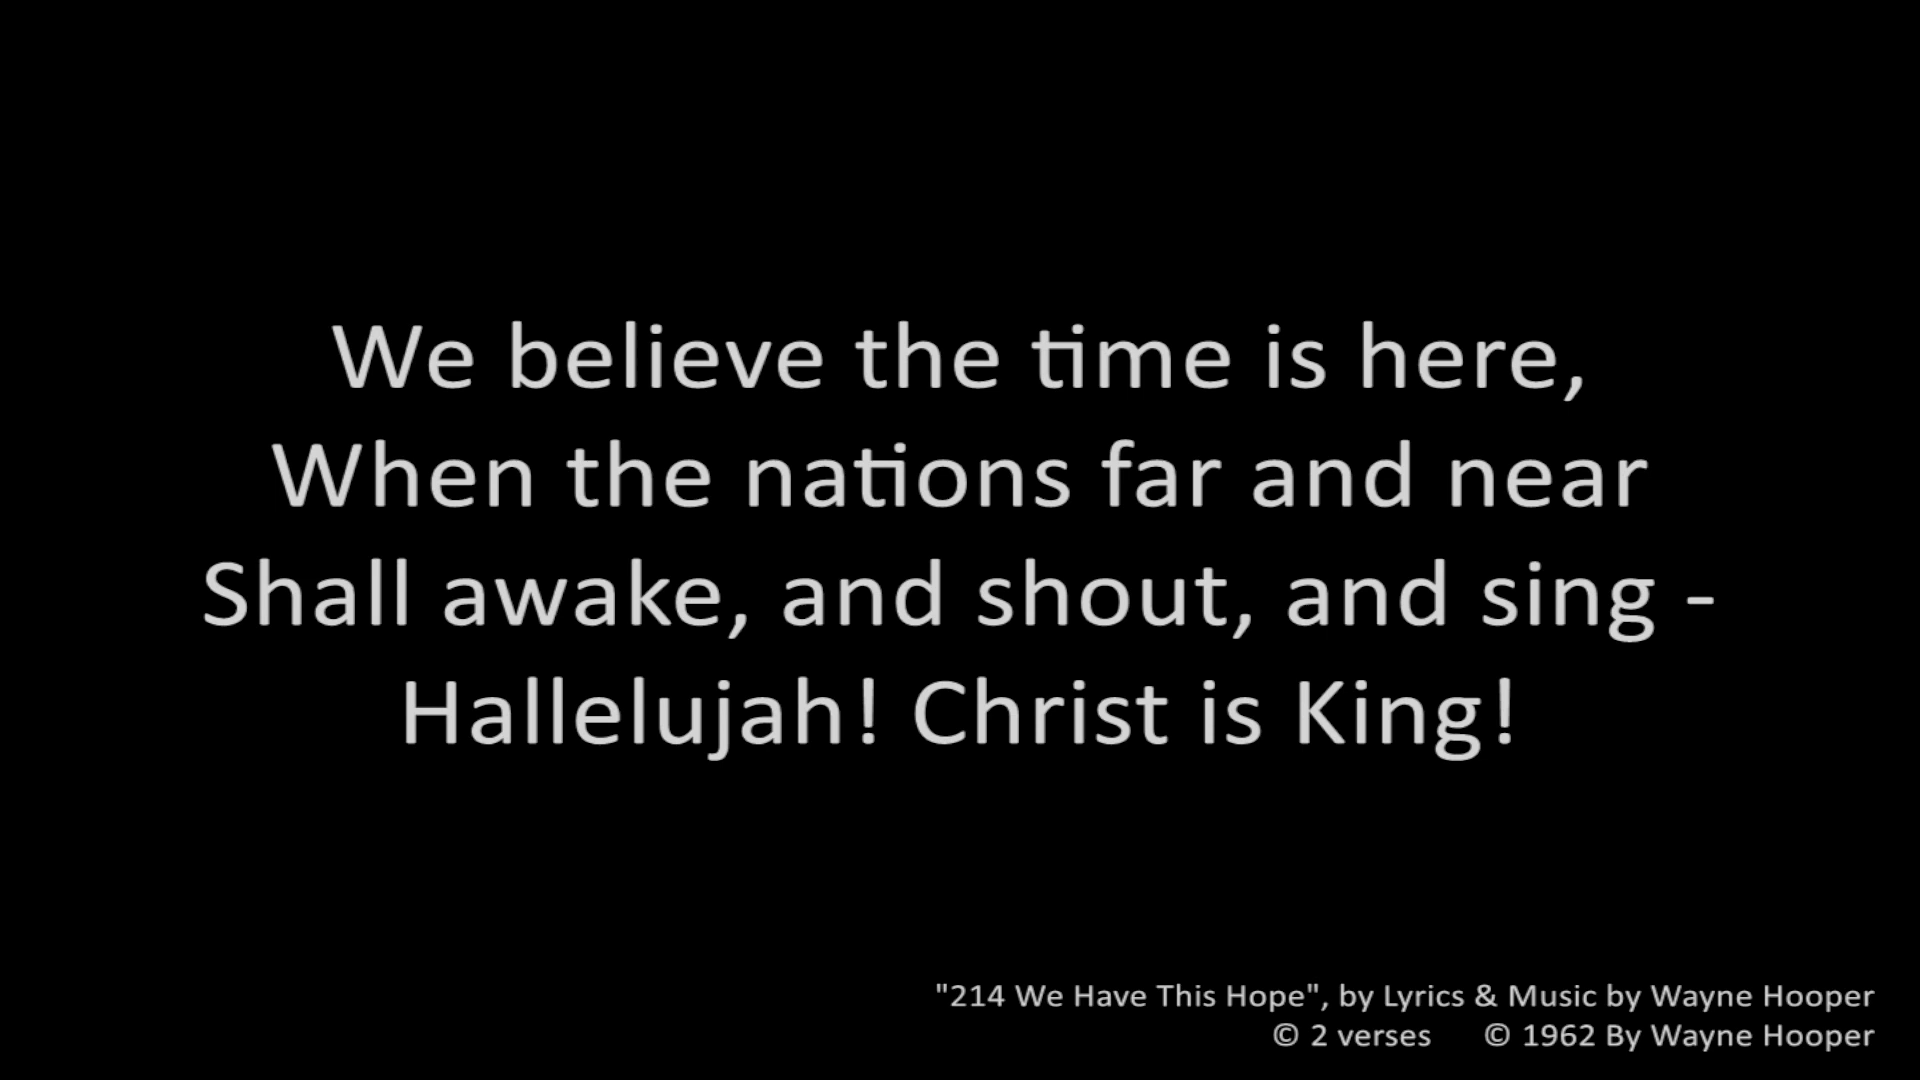 We believe the time is here,
When the nations far and near
Shall awake, and shout, and sing -
Hallelujah! Christ is King!
"214 We Have This Hope", by Lyrics & Music by Wayne Hooper
© 2 verses © 1962 By Wayne Hooper